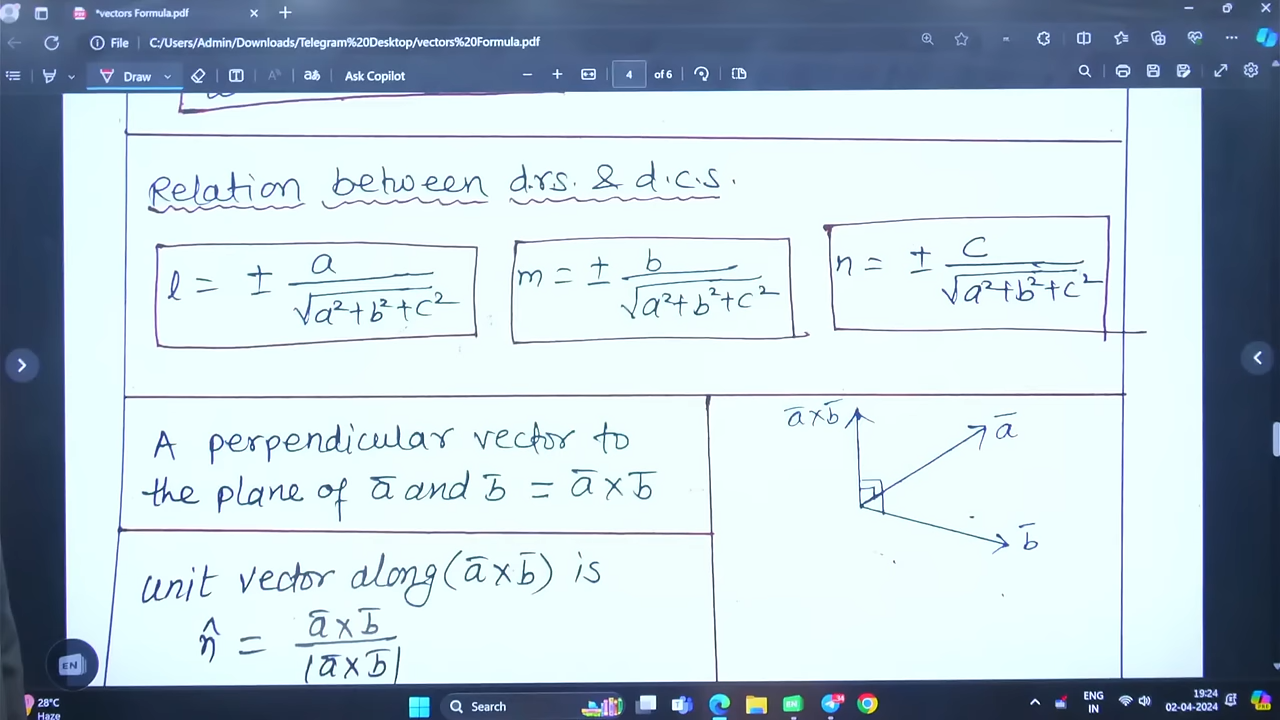 *vectors Formula.pdf
File C:/Users/Admin/Downloads/Telegram%20Desktop/vectors%20Formula.pdf
Draw Ask Copilot 4 of 6
Relation between d.rs. & d.c.s.
l = ± a/√a²+b²+c² m = ± b/√a²+b²+c² n = ± c/√a²+b²+c²
A perpendicular vector to
the plane of a̅ and b̅ = a̅ × b̅
a̅×b̅ a̅
b̅
unit vector along (a̅ × b̅) is
n̂ = a̅ × b̅/|a̅ × b̅|
EN
28°C
Haze
Search
ENG
IN
19:24
02-04-2024